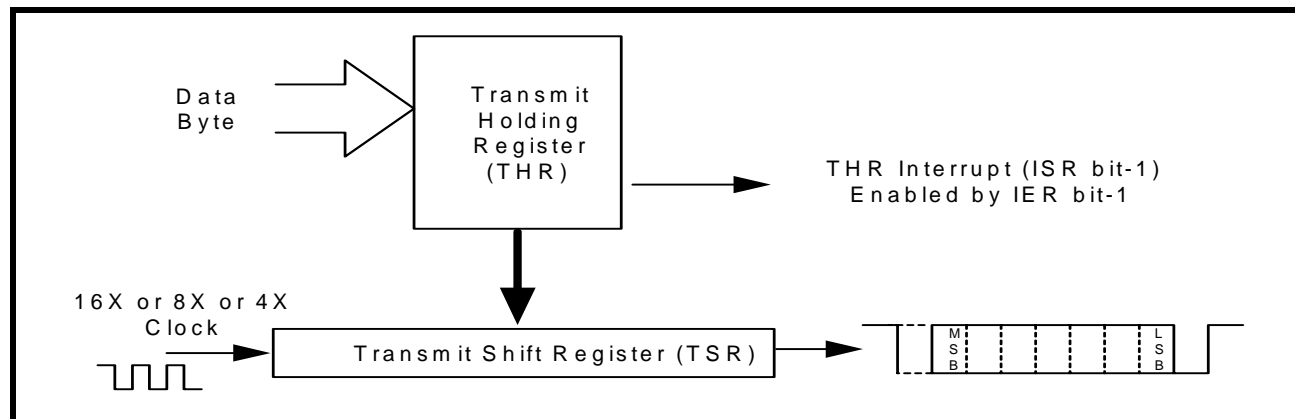 Data
Byte
Transmit
Holding
Register
(THR)
THR Interrupt (ISR bit-1)
Enabled by IER bit-1
16X or 8X or 4X
Clock
Transmit Shift Register (TSR)
M
S
B
L
S
B